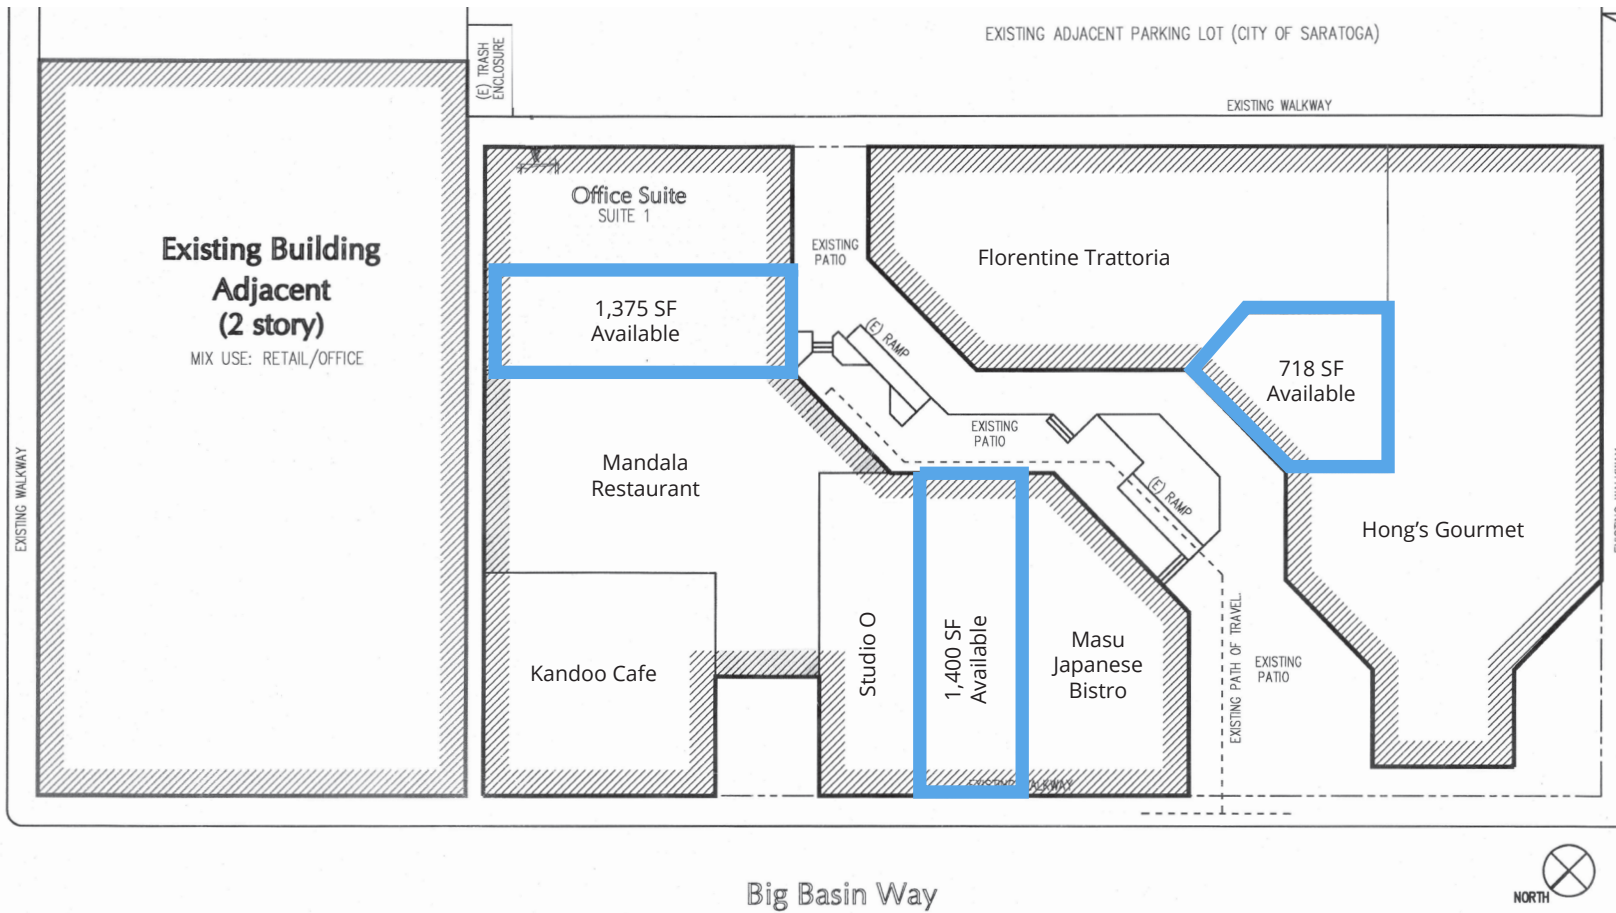 EXISTING ADJACENT PARKING LOT (CITY OF SARATOGA)
(E) TRASH
ENCLOSURE
EXISTING WALKWAY
Office Suite
SUITE 1
EXISTING
PATIO
Florentine Trattoria
Existing Building
Adjacent
(2 story)
MIX USE: RETAIL/OFFICE
1,375 SF
Available
(E) RAMP
718 SF
Available
EXISTING
PATIO
Mandala
Restaurant
EXISTING WALKWAY
(E) RAMP
Hong's Gourmet
Kandoo Cafe
Studio O
1,400 SF
Available
Masu
Japanese
Bistro
EXISTING PATH OF TRAVEL
EXISTING
PATIO
EXISTING WALKWAY
Big Basin Way
NORTH